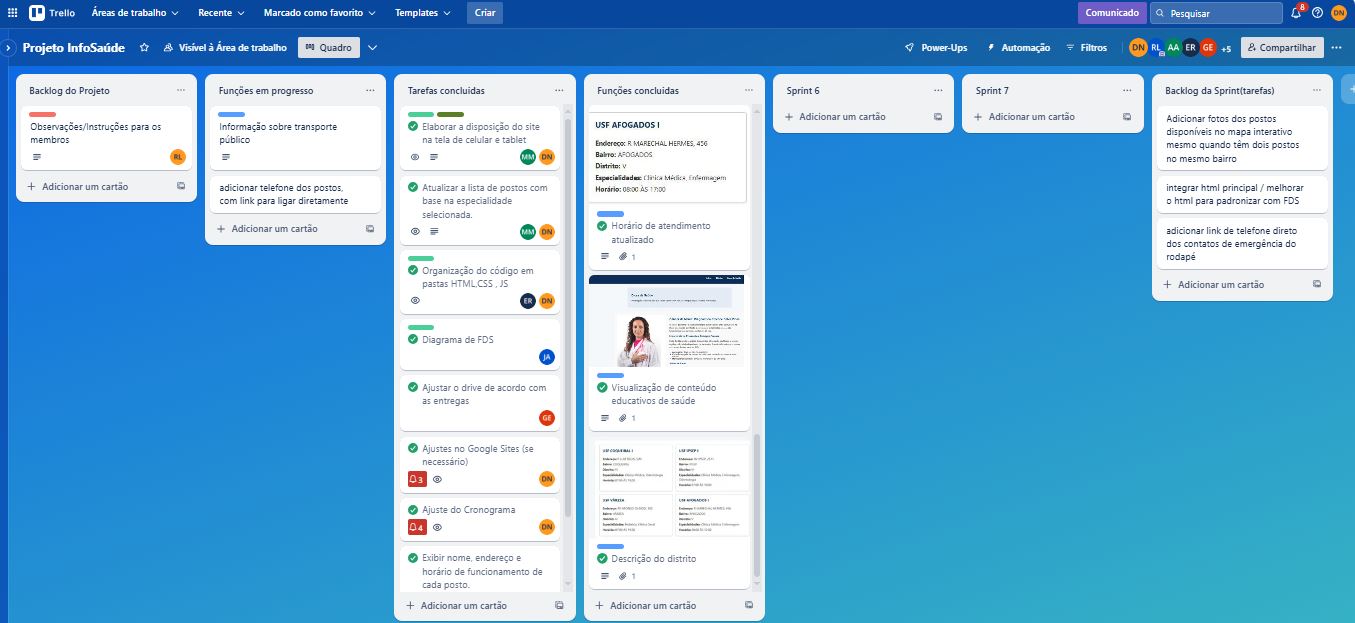 Trello
Áreas de trabalho
Recente
Marcado como favorito
Templates
Criar
Comunicado
Pesquisar
8
DN
Projeto InfoSaúde
Visível à Área de trabalho
Quadro
Power-Ups
Automação
Filtros
DN
RL
AA
ER
GE
+5
Compartilhar
Backlog do Projeto
Observações/Instruções para os
membros
RL
Adicionar um cartão
Funções em progresso
Informação sobre transporte
público
adicionar telefone dos postos,
com link para ligar diretamente
Adicionar um cartão
Tarefas concluidas
Elaborar a disposição do site
na tela de celular e tablet
MM
DN
Atualizar a lista de postos com
base na especialidade
selecionada.
MM
DN
Organização do código em
pastas HTML,CSS , JS
ER
DN
Diagrama de FDS
JA
Ajustar o drive de acordo com
as entregas
GE
Ajustes no Google Sites (se
necessário)
3
DN
Ajuste do Cronograma
4
DN
Exibir nome, endereço e
horário de funcionamento de
cada posto.
Adicionar um cartão
Funções concluidas
USF AFOGADOS I
Endereço: R MARECHAL HERMES, 456
Bairro: AFOGADOS
Distrito: V
Especialidades: Clínica Médica, Enfermagem
Horário: 08:00 ÀS 17:00
Horário de atendimento
atualizado
1
Visualização de conteúdo
educativos de saúde
1
USF COQUEIRAL I
USF IPSEP I
USF VÁRZEA
USF AFOGADOS I
Descrição do distrito
1
Adicionar um cartão
Sprint 6
Adicionar um cartão
Sprint 7
Adicionar um cartão
Backlog da Sprint(tarefas)
Adicionar fotos dos postos
disponíveis no mapa interativo
mesmo quando têm dois postos
no mesmo bairro
integrar html principal / melhorar
o html para padronizar com FDS
adicionar link de telefone direto
dos contatos de emergência do
rodapé
Adicionar um cartão